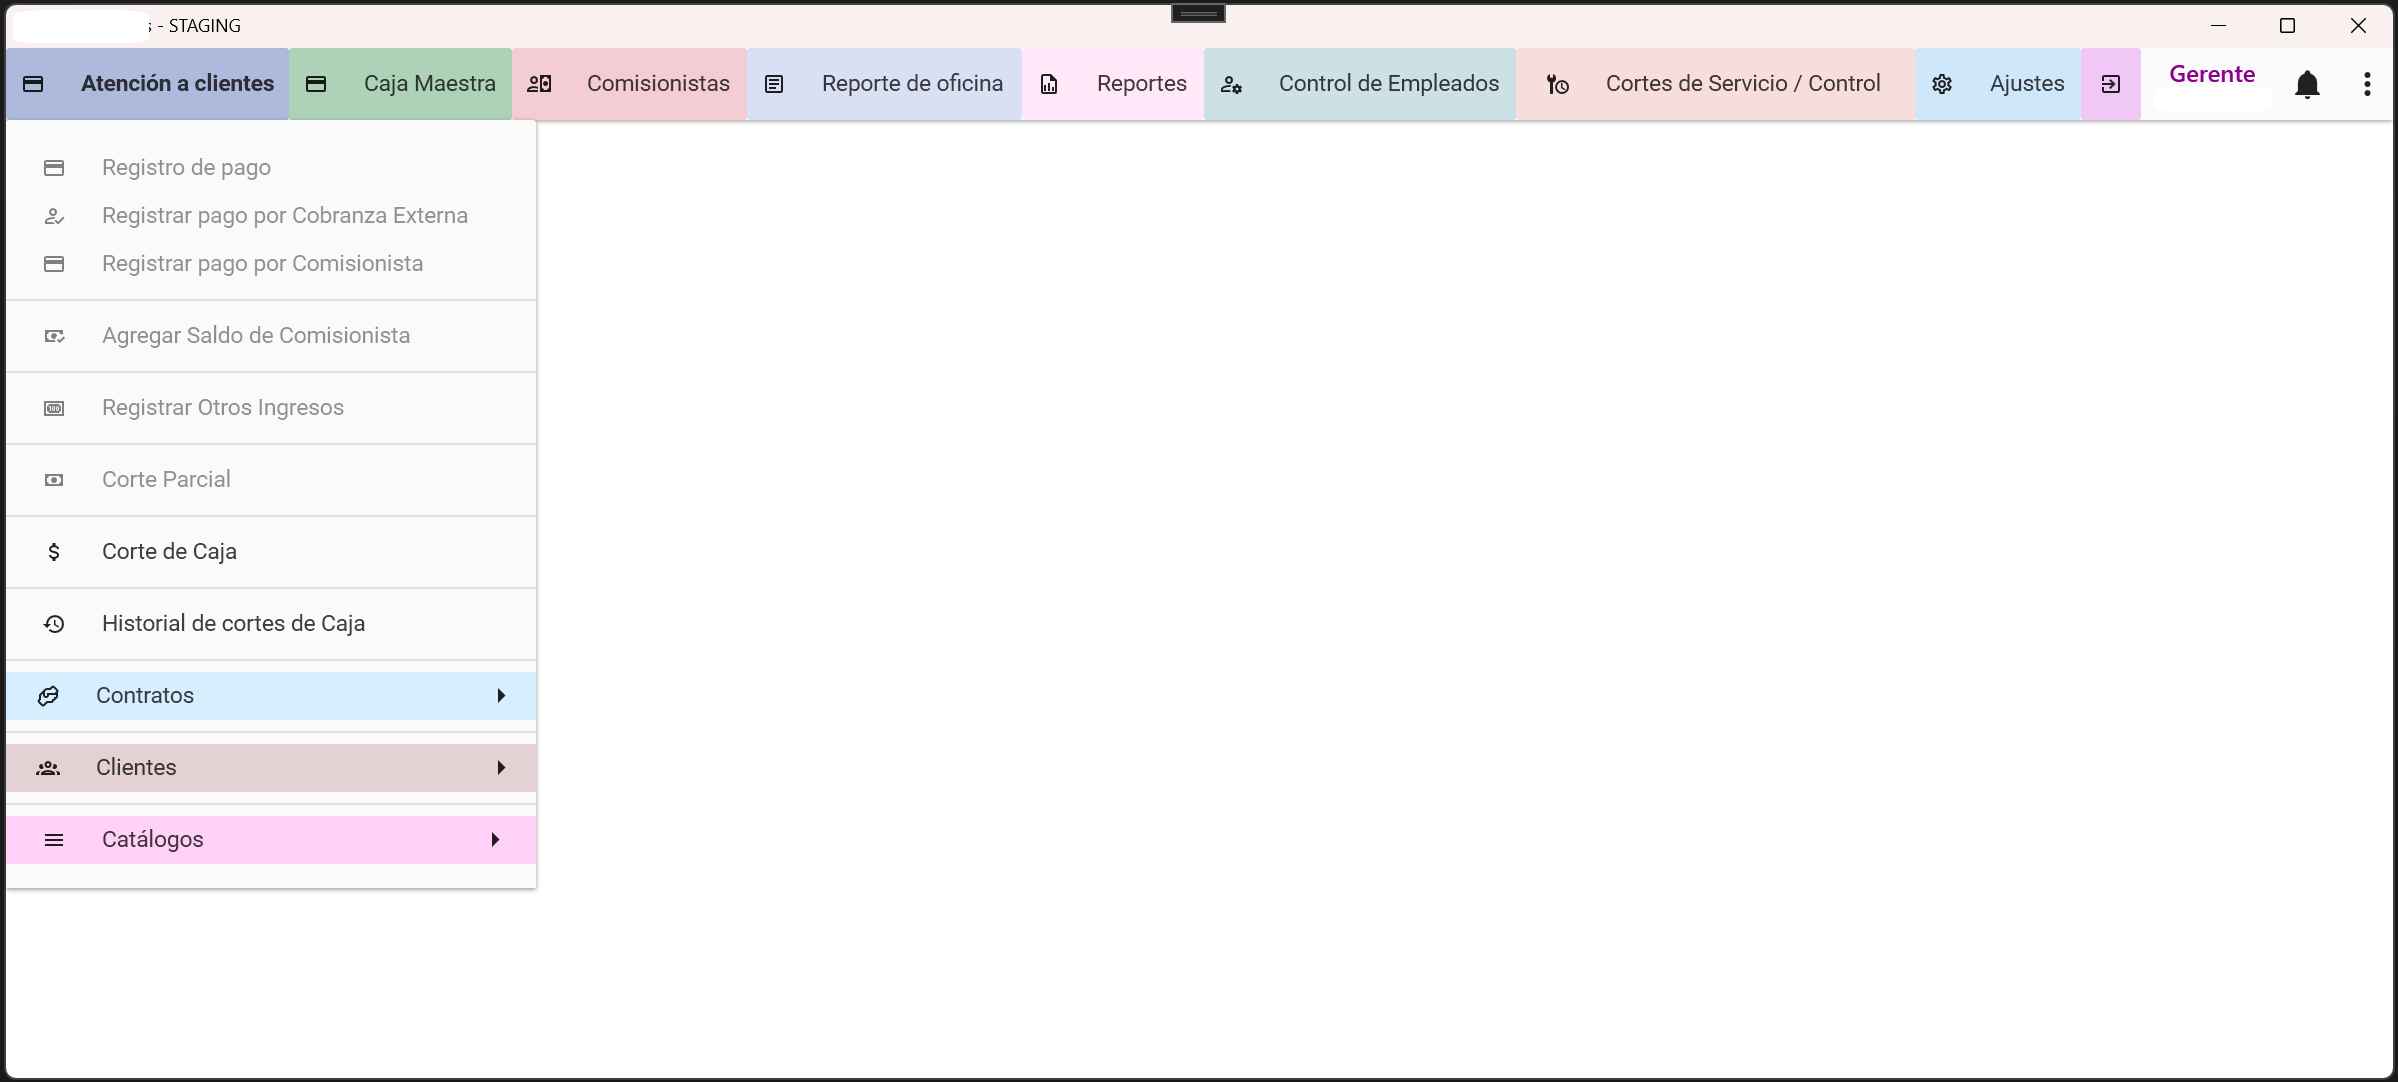 - STAGING
Atención a clientes Caja Maestra Comisionistas Reporte de oficina Reportes Control de Empleados Cortes de Servicio / Control Ajustes Gerente
Registro de pago
Registrar pago por Cobranza Externa
Registrar pago por Comisionista
Agregar Saldo de Comisionista
Registrar Otros Ingresos
Corte Parcial
$ Corte de Caja
Historial de cortes de Caja
Contratos
Clientes
Catálogos